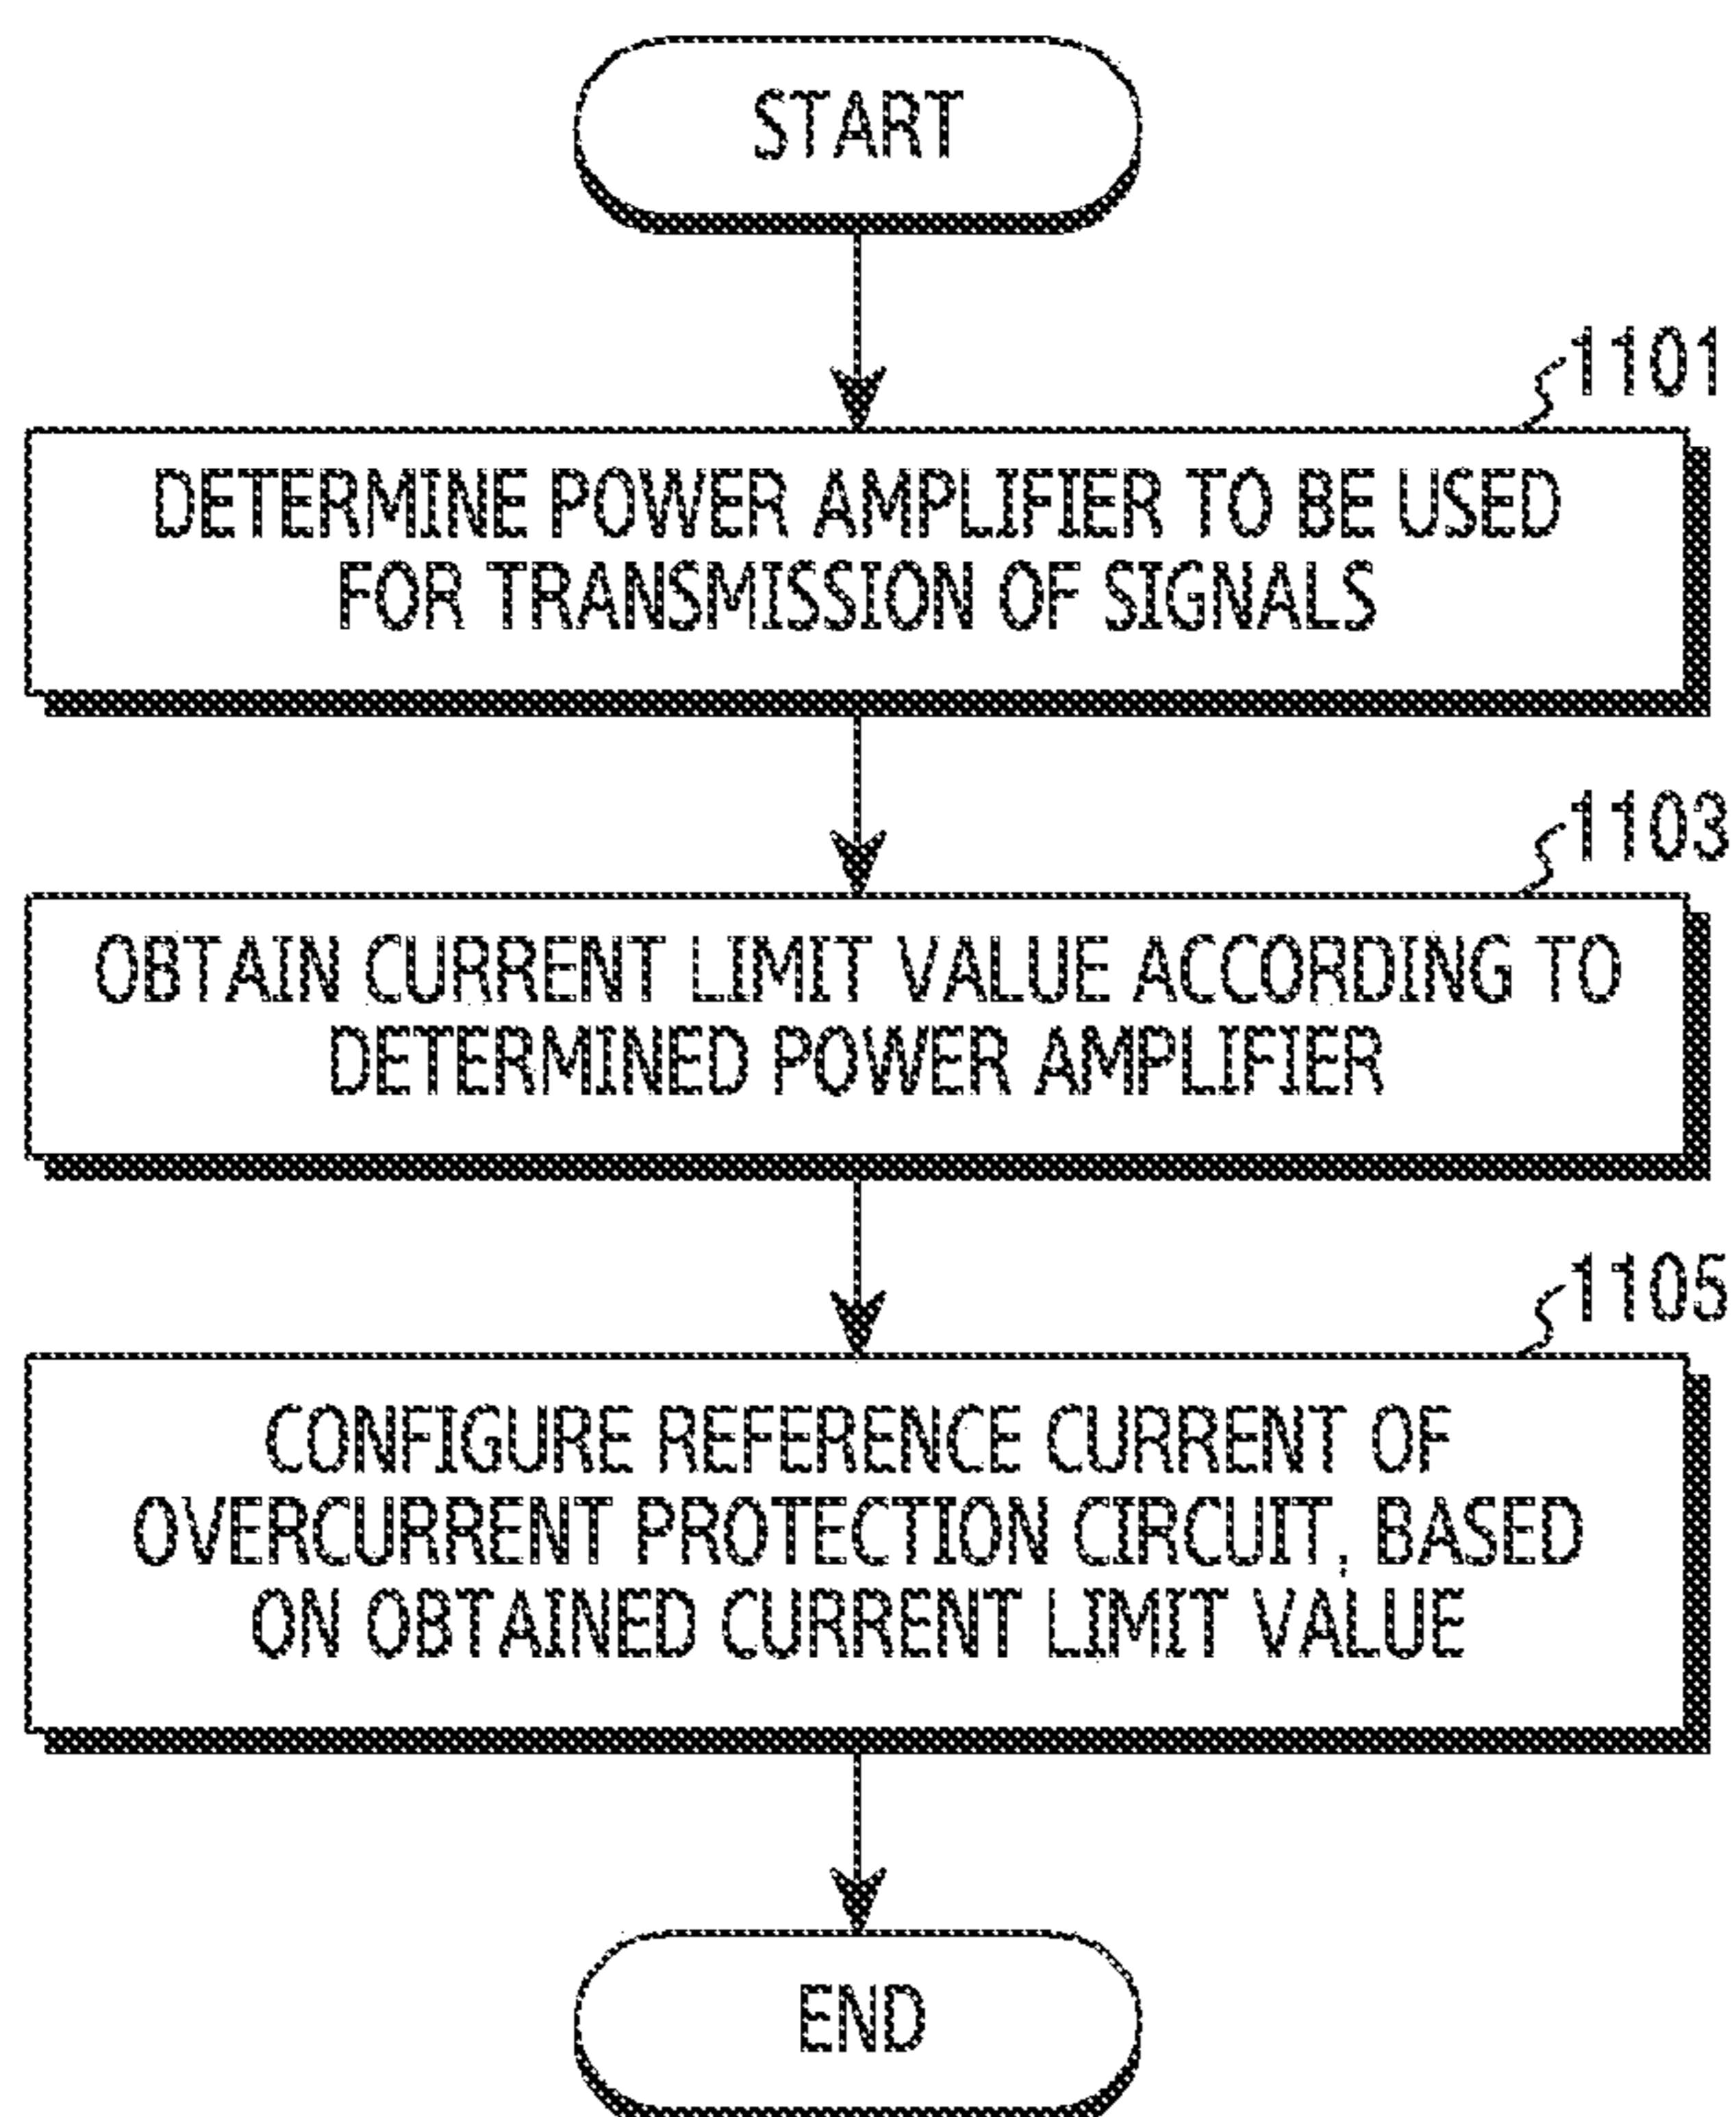 START
1101
DETERMINE POWER AMPLIFIER TO BE USED
FOR TRANSMISSION OF SIGNALS
1103
OBTAIN CURRENT LIMIT VALUE ACCORDING TO
DETERMINED POWER AMPLIFIER
1105
CONFIGURE REFERENCE CURRENT OF
OVERCURRENT PROTECTION CIRCUIT, BASED
ON OBTAINED CURRENT LIMIT VALUE
END